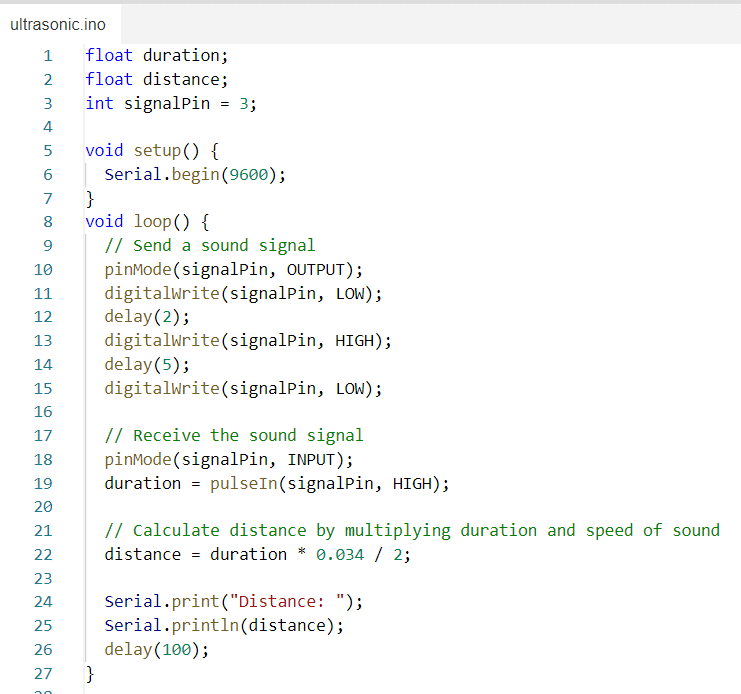 ultrasonic.ino
1 float duration;
2 float distance;
3 int signalPin = 3;
4
5 void setup() {
6   Serial.begin(9600);
7 }
8 void loop() {
9   // Send a sound signal
10   pinMode(signalPin, OUTPUT);
11   digitalWrite(signalPin, LOW);
12   delay(2);
13   digitalWrite(signalPin, HIGH);
14   delay(5);
15   digitalWrite(signalPin, LOW);
16
17   // Receive the sound signal
18   pinMode(signalPin, INPUT);
19   duration = pulseIn(signalPin, HIGH);
20
21   // Calculate distance by multiplying duration and speed of sound
22   distance = duration * 0.034 / 2;
23
24   Serial.print("Distance: ");
25   Serial.println(distance);
26   delay(100);
27 }